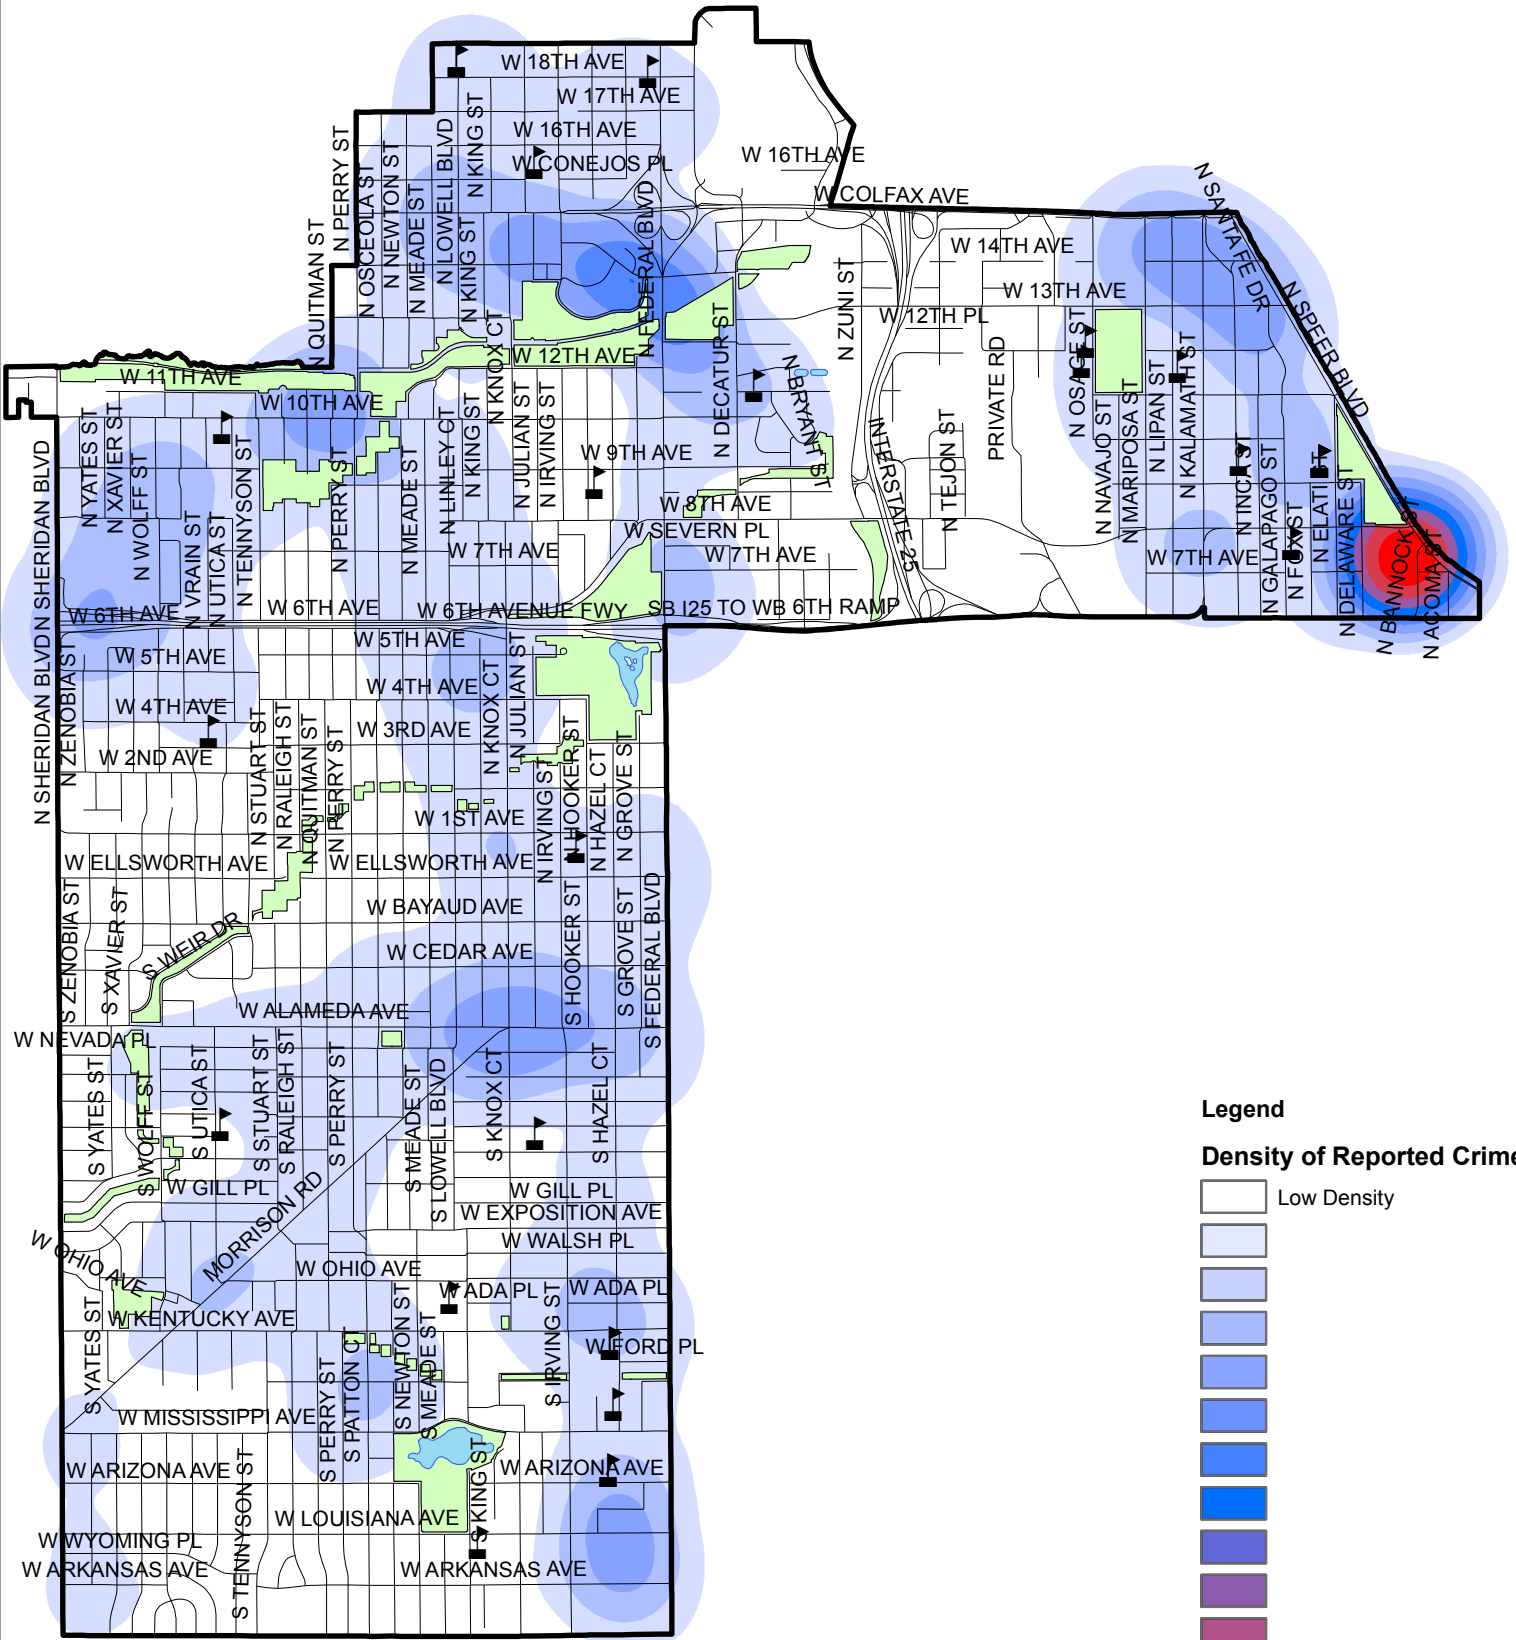 W 18TH AVE
W 17TH AVE
W 16TH AVE
W CONEJOS PL
W 16TH AVE
W COLFAX AVE
N PERRY ST
N QUITMAN ST
N OSCEOLA ST
N NEWTON ST
N MEADE ST
N LOWELL BLVD
N KING ST
N KING ST
N FEDERAL BLVD
N SANTA FE DR
N SPEER BLVD
W 14TH AVE
W 13TH AVE
W 12TH PL
N ZUNI ST
N DECATUR ST
N BRYANT ST
N KNOX CT
W 12TH AVE
W 11TH AVE
W 10TH AVE
N YATES ST
N XAVIER ST
N WOLFF ST
N VRAIN ST
N UTICA ST
N TENNYSON ST
N PERRY ST
N MEADE ST
N LINLEY CT
N KING ST
N JULIAN ST
N IRVING ST
W 9TH AVE
W 8TH AVE
W SEVERN PL
W 7TH AVE
W 7TH AVE
INTERSTATE 25
N TEJON ST
PRIVATE RD
N OSAGE ST
N NAVAJO ST
N MARIPOSA ST
N LIPAN ST
N KALAMATH ST
N INCA ST
N GALAPAGO ST
N FOX ST
N ELATI ST
N DELAWARE ST
N BANNOCK ST
N ACOMA ST
W 7TH AVE
N SHERIDAN BLVD
N SHERIDAN BLVD
W 6TH AVE
W 6TH AVE
W 6TH AVENUE FWY
SB I25 TO WB 6TH RAMP
W 5TH AVE
W 5TH AVE
W 4TH AVE
W 4TH AVE
W 3RD AVE
W 2ND AVE
N ZENOBIA ST
N STUART ST
N RALEIGH ST
N QUITMAN ST
N PERRY ST
N KNOX CT
N JULIAN ST
N IRVING ST
N HOOKER ST
N HAZEL CT
N GROVE ST
W 1ST AVE
W ELLSWORTH AVE
W ELLSWORTH AVE
W BAYAUD AVE
W CEDAR AVE
S ZENOBIA ST
S XAVIER ST
S WEIR DR
W ALAMEDA AVE
S HOOKER ST
S GROVE ST
S FEDERAL BLVD
W NEVADA PL
S YATES ST
S WOLFF ST
S UTICA ST
S STUART ST
S RALEIGH ST
S PERRY ST
S MEADE ST
S LOWELL BLVD
S KNOX CT
S HAZEL CT
W GILL PL
W GILL PL
W EXPOSITION AVE
W WALSH PL
MORRISON RD
W OHIO AVE
W OHIO AVE
W ADA PL
W ADA PL
W KENTUCKY AVE
W FORD PL
S YATES ST
S PERRY ST
S PATTON CT
S NEWTON ST
S MEADE ST
S IRVING ST
W MISSISSIPPI AVE
W ARIZONA AVE
W ARIZONA AVE
S TENNYSON ST
S KING ST
W LOUISIANA AVE
W WYOMING PL
W ARKANSAS AVE
W ARKANSAS AVE
Legend
Density of Reported Crime
Low Density